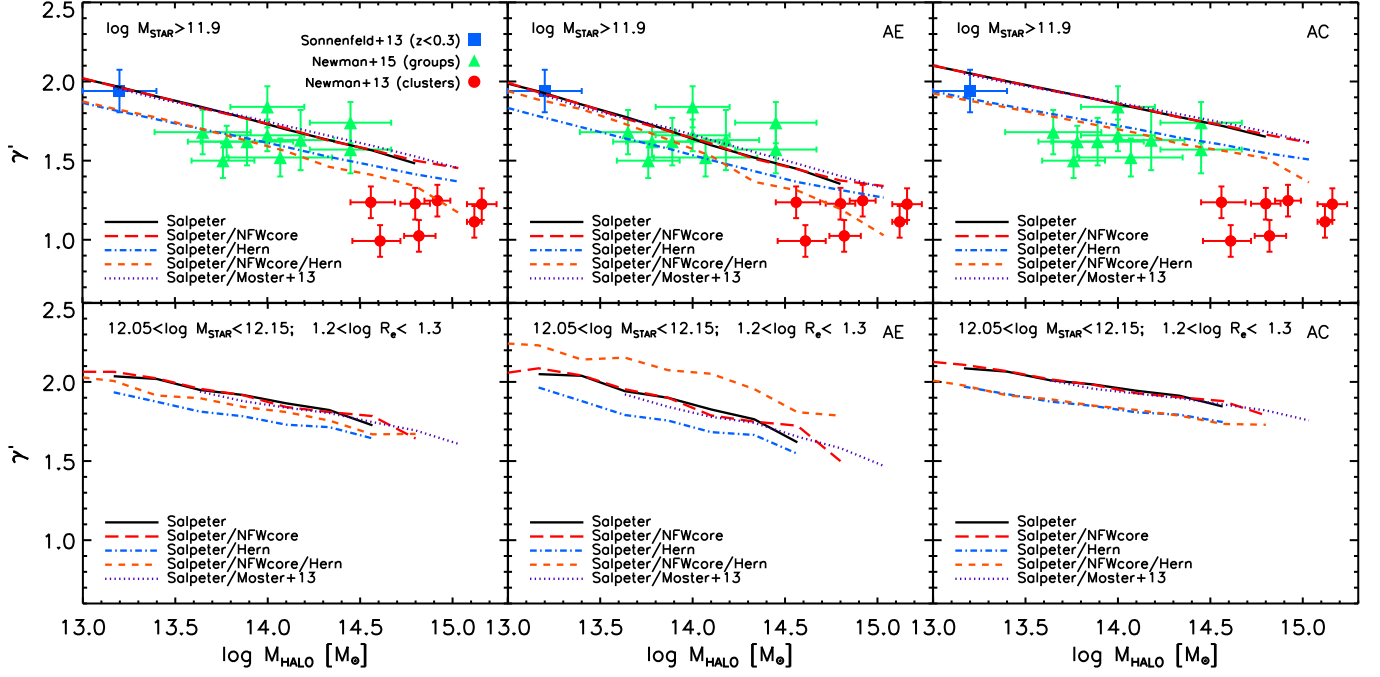 log M_STAR>11.9
Sonnenfeld+13 (z<0.3)
Newman+15 (groups)
Newman+13 (clusters)
Salpeter
Salpeter/NFWcore
Salpeter/Hern
Salpeter/NFWcore/Hern
Salpeter/Moster+13
log M_STAR>11.9 AE
Salpeter
Salpeter/NFWcore
Salpeter/Hern
Salpeter/NFWcore/Hern
Salpeter/Moster+13
log M_STAR>11.9 AC
Salpeter
Salpeter/NFWcore
Salpeter/Hern
Salpeter/NFWcore/Hern
Salpeter/Moster+13
2.5
2.0
1.5
1.0
γ'
12.05<log M_STAR<12.15; 1.2<log R_e< 1.3
Salpeter
Salpeter/NFWcore
Salpeter/Hern
Salpeter/NFWcore/Hern
Salpeter/Moster+13
12.05<log M_STAR<12.15; 1.2<log R_e< 1.3 AE
Salpeter
Salpeter/NFWcore
Salpeter/Hern
Salpeter/NFWcore/Hern
Salpeter/Moster+13
12.05<log M_STAR<12.15; 1.2<log R_e< 1.3 AC
Salpeter
Salpeter/NFWcore
Salpeter/Hern
Salpeter/NFWcore/Hern
Salpeter/Moster+13
2.0
1.5
1.0
γ'
13.0 13.5 14.0 14.5 15.0 13.0 13.5 14.0 14.5 15.0 13.0 13.5 14.0 14.5 15.0
log M_HALO [M_⊙] log M_HALO [M_⊙] log M_HALO [M_⊙]